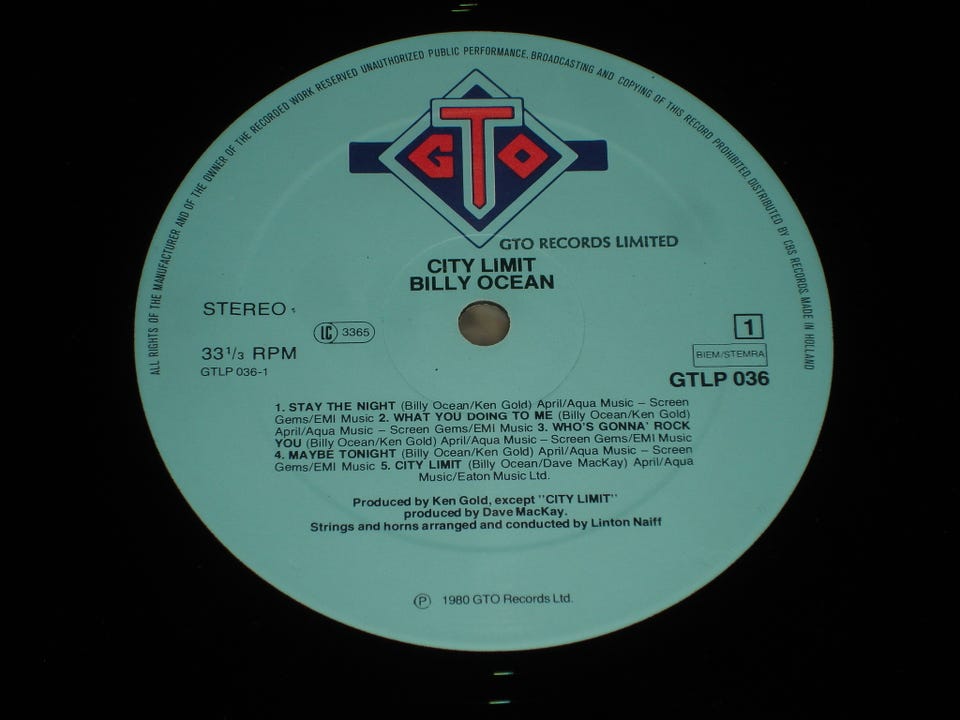 ALL RIGHTS OF THE MANUFACTURER AND OF THE OWNER OF THE RECORDED WORK RESERVED UNAUTHORIZED PUBLIC PERFORMANCE, BROADCASTING AND COPYING OF THIS RECORD PROHIBITED. DISTRIBUTED BY CBS RECORDS. MADE IN HOLLAND
GTO
GTO RECORDS LIMITED
CITY LIMIT
BILLY OCEAN
STEREO
LC 3365
33 1/3 RPM
GTLP 036-1
1
BIEM/STEMRA
GTLP 036
1. STAY THE NIGHT (Billy Ocean/Ken Gold) April/Aqua Music – Screen
Gems/EMI Music 2. WHAT YOU DOING TO ME (Billy Ocean/Ken Gold)
April/Aqua Music – Screen Gems/EMI Music 3. WHO'S GONNA' ROCK
YOU (Billy Ocean/Ken Gold) April/Aqua Music – Screen Gems/EMI Music
4. MAYBE TONIGHT (Billy Ocean/Ken Gold) April/Aqua Music – Screen
Gems/EMI Music 5. CITY LIMIT (Billy Ocean/Dave MacKay) April/Aqua
Music/Eaton Music Ltd.
Produced by Ken Gold, except "CITY LIMIT"
produced by Dave MacKay.
Strings and horns arranged and conducted by Linton Naiff
Ⓟ 1980 GTO Records Ltd.